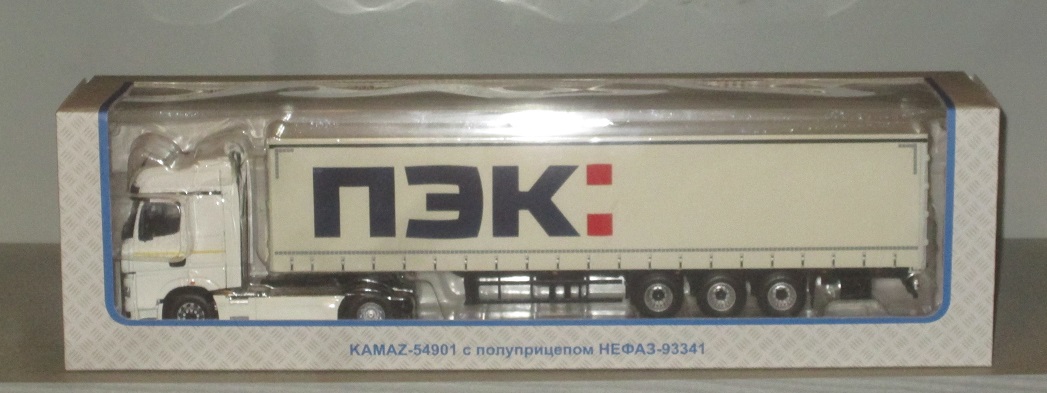 ПЭК:
KAMAZ-54901 с полуприцепом НЕФАЗ-93341